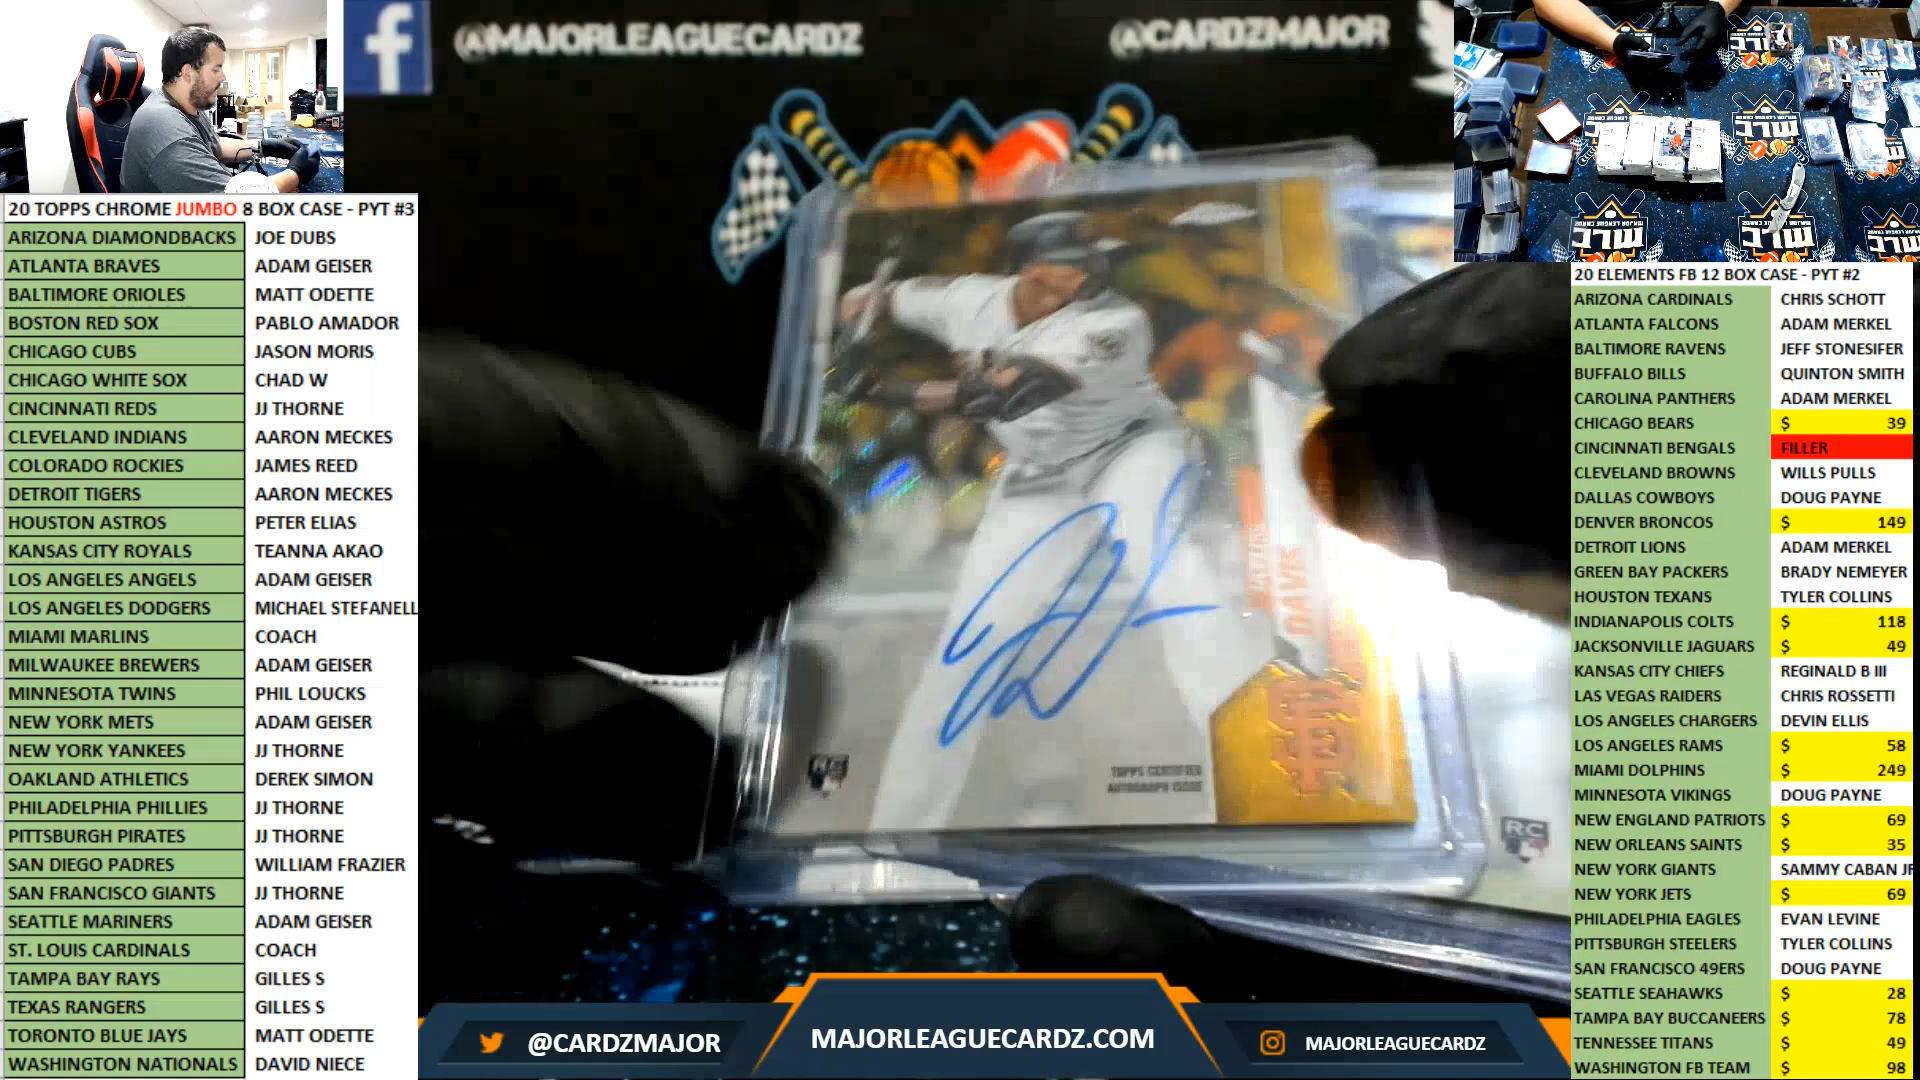 @MAJORLEAGUECARDZ
@CARDZMAJOR
20 TOPPS CHROME JUMBO 8 BOX CASE - PYT #3
ARIZONA DIAMONDBACKS JOE DUBS
ATLANTA BRAVES ADAM GEISER
BALTIMORE ORIOLES MATT ODETTE
BOSTON RED SOX PABLO AMADOR
CHICAGO CUBS JASON MORIS
CHICAGO WHITE SOX CHAD W
CINCINNATI REDS JJ THORNE
CLEVELAND INDIANS AARON MECKES
COLORADO ROCKIES JAMES REED
DETROIT TIGERS AARON MECKES
HOUSTON ASTROS PETER ELIAS
KANSAS CITY ROYALS TEANNA AKAO
LOS ANGELES ANGELS ADAM GEISER
LOS ANGELES DODGERS MICHAEL STEFANELL
MIAMI MARLINS COACH
MILWAUKEE BREWERS ADAM GEISER
MINNESOTA TWINS PHIL LOUCKS
NEW YORK METS ADAM GEISER
NEW YORK YANKEES JJ THORNE
OAKLAND ATHLETICS DEREK SIMON
PHILADELPHIA PHILLIES JJ THORNE
PITTSBURGH PIRATES JJ THORNE
SAN DIEGO PADRES WILLIAM FRAZIER
SAN FRANCISCO GIANTS JJ THORNE
SEATTLE MARINERS ADAM GEISER
ST. LOUIS CARDINALS COACH
TAMPA BAY RAYS GILLES S
TEXAS RANGERS GILLES S
TORONTO BLUE JAYS MATT ODETTE
WASHINGTON NATIONALS DAVID NIECE
DAVIS
RC
TOPPS CERTIFIED
AUTOGRAPH ISSUE
RC
@CARDZMAJOR
MAJORLEAGUECARDZ.COM
MAJORLEAGUECARDZ
20 ELEMENTS FB 12 BOX CASE - PYT #2
ARIZONA CARDINALS CHRIS SCHOTT
ATLANTA FALCONS ADAM MERKEL
BALTIMORE RAVENS JEFF STONESIFER
BUFFALO BILLS QUINTON SMITH
CAROLINA PANTHERS ADAM MERKEL
CHICAGO BEARS $ 39
CINCINNATI BENGALS FILLER
CLEVELAND BROWNS WILLS PULLS
DALLAS COWBOYS DOUG PAYNE
DENVER BRONCOS $ 149
DETROIT LIONS ADAM MERKEL
GREEN BAY PACKERS BRADY NEMEYER
HOUSTON TEXANS TYLER COLLINS
INDIANAPOLIS COLTS $ 118
JACKSONVILLE JAGUARS $ 49
KANSAS CITY CHIEFS REGINALD B III
LAS VEGAS RAIDERS CHRIS ROSSETTI
LOS ANGELES CHARGERS DEVIN ELLIS
LOS ANGELES RAMS $ 58
MIAMI DOLPHINS $ 249
MINNESOTA VIKINGS DOUG PAYNE
NEW ENGLAND PATRIOTS $ 69
NEW ORLEANS SAINTS $ 35
NEW YORK GIANTS SAMMY CABAN JR
NEW YORK JETS $ 69
PHILADELPHIA EAGLES EVAN LEVINE
PITTSBURGH STEELERS TYLER COLLINS
SAN FRANCISCO 49ERS DOUG PAYNE
SEATTLE SEAHAWKS $ 28
TAMPA BAY BUCCANEERS $ 78
TENNESSEE TITANS $ 49
WASHINGTON FB TEAM $ 98